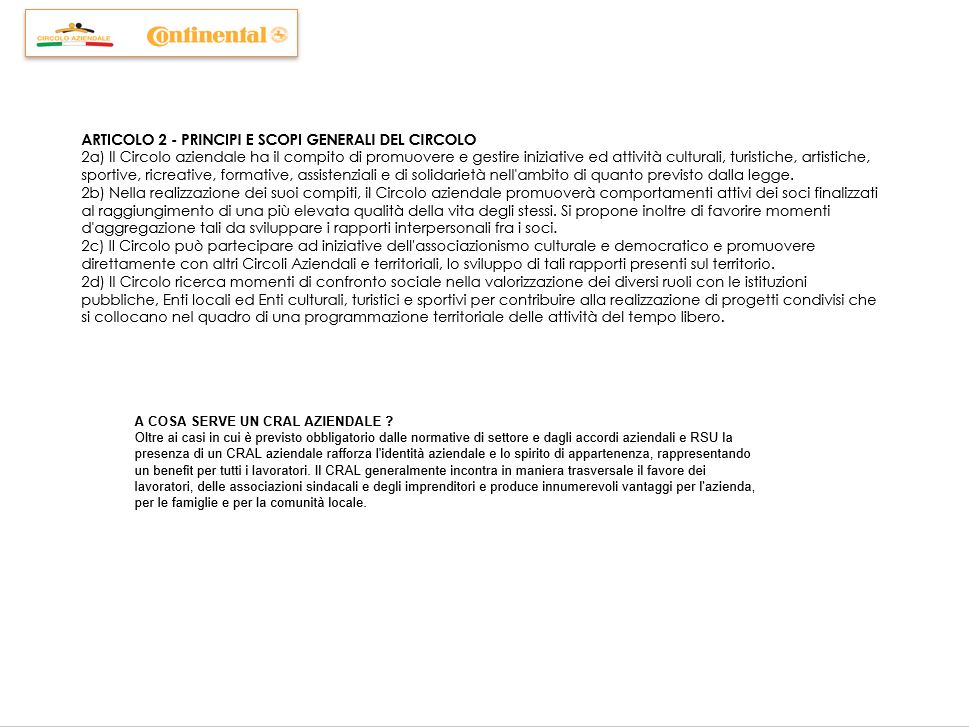 CIRCOLO AZIENDALE
Continental
ARTICOLO 2 - PRINCIPI E SCOPI GENERALI DEL CIRCOLO
2a) Il Circolo aziendale ha il compito di promuovere e gestire iniziative ed attività culturali, turistiche, artistiche,
sportive, ricreative, formative, assistenziali e di solidarietà nell'ambito di quanto previsto dalla legge.
2b) Nella realizzazione dei suoi compiti, il Circolo aziendale promuoverà comportamenti attivi dei soci finalizzati
al raggiungimento di una più elevata qualità della vita degli stessi. Si propone inoltre di favorire momenti
d'aggregazione tali da sviluppare i rapporti interpersonali fra i soci.
2c) Il Circolo può partecipare ad iniziative dell'associazionismo culturale e democratico e promuovere
direttamente con altri Circoli Aziendali e territoriali, lo sviluppo di tali rapporti presenti sul territorio.
2d) Il Circolo ricerca momenti di confronto sociale nella valorizzazione dei diversi ruoli con le istituzioni
pubbliche, Enti locali ed Enti culturali, turistici e sportivi per contribuire alla realizzazione di progetti condivisi che
si collocano nel quadro di una programmazione territoriale delle attività del tempo libero.
A COSA SERVE UN CRAL AZIENDALE ?
Oltre ai casi in cui è previsto obbligatorio dalle normative di settore e dagli accordi aziendali e RSU la
presenza di un CRAL aziendale rafforza l'identità aziendale e lo spirito di appartenenza, rappresentando
un benefit per tutti i lavoratori. Il CRAL generalmente incontra in maniera trasversale il favore dei
lavoratori, delle associazioni sindacali e degli imprenditori e produce innumerevoli vantaggi per l'azienda,
per le famiglie e per la comunità locale.